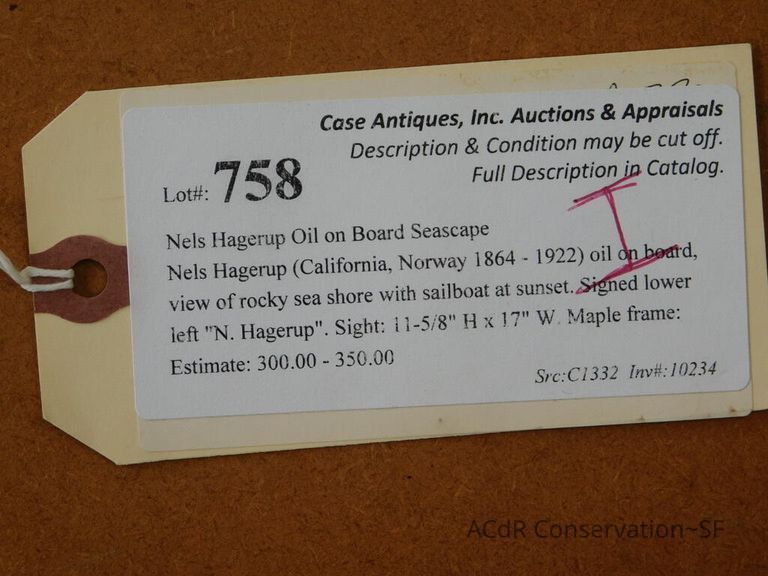 Case Antiques, Inc. Auctions & Appraisals
Description & Condition may be cut off.
Full Description in Catalog.
Lot#: 758
I
Nels Hagerup Oil on Board Seascape
Nels Hagerup (California, Norway 1864 - 1922) oil on board,
view of rocky sea shore with sailboat at sunset. Signed lower
left "N. Hagerup". Sight: 11-5/8" H x 17" W. Maple frame:
Estimate: 300.00 - 350.00
Src:C1332 Inv#:10234
ACdR Conservation~SF